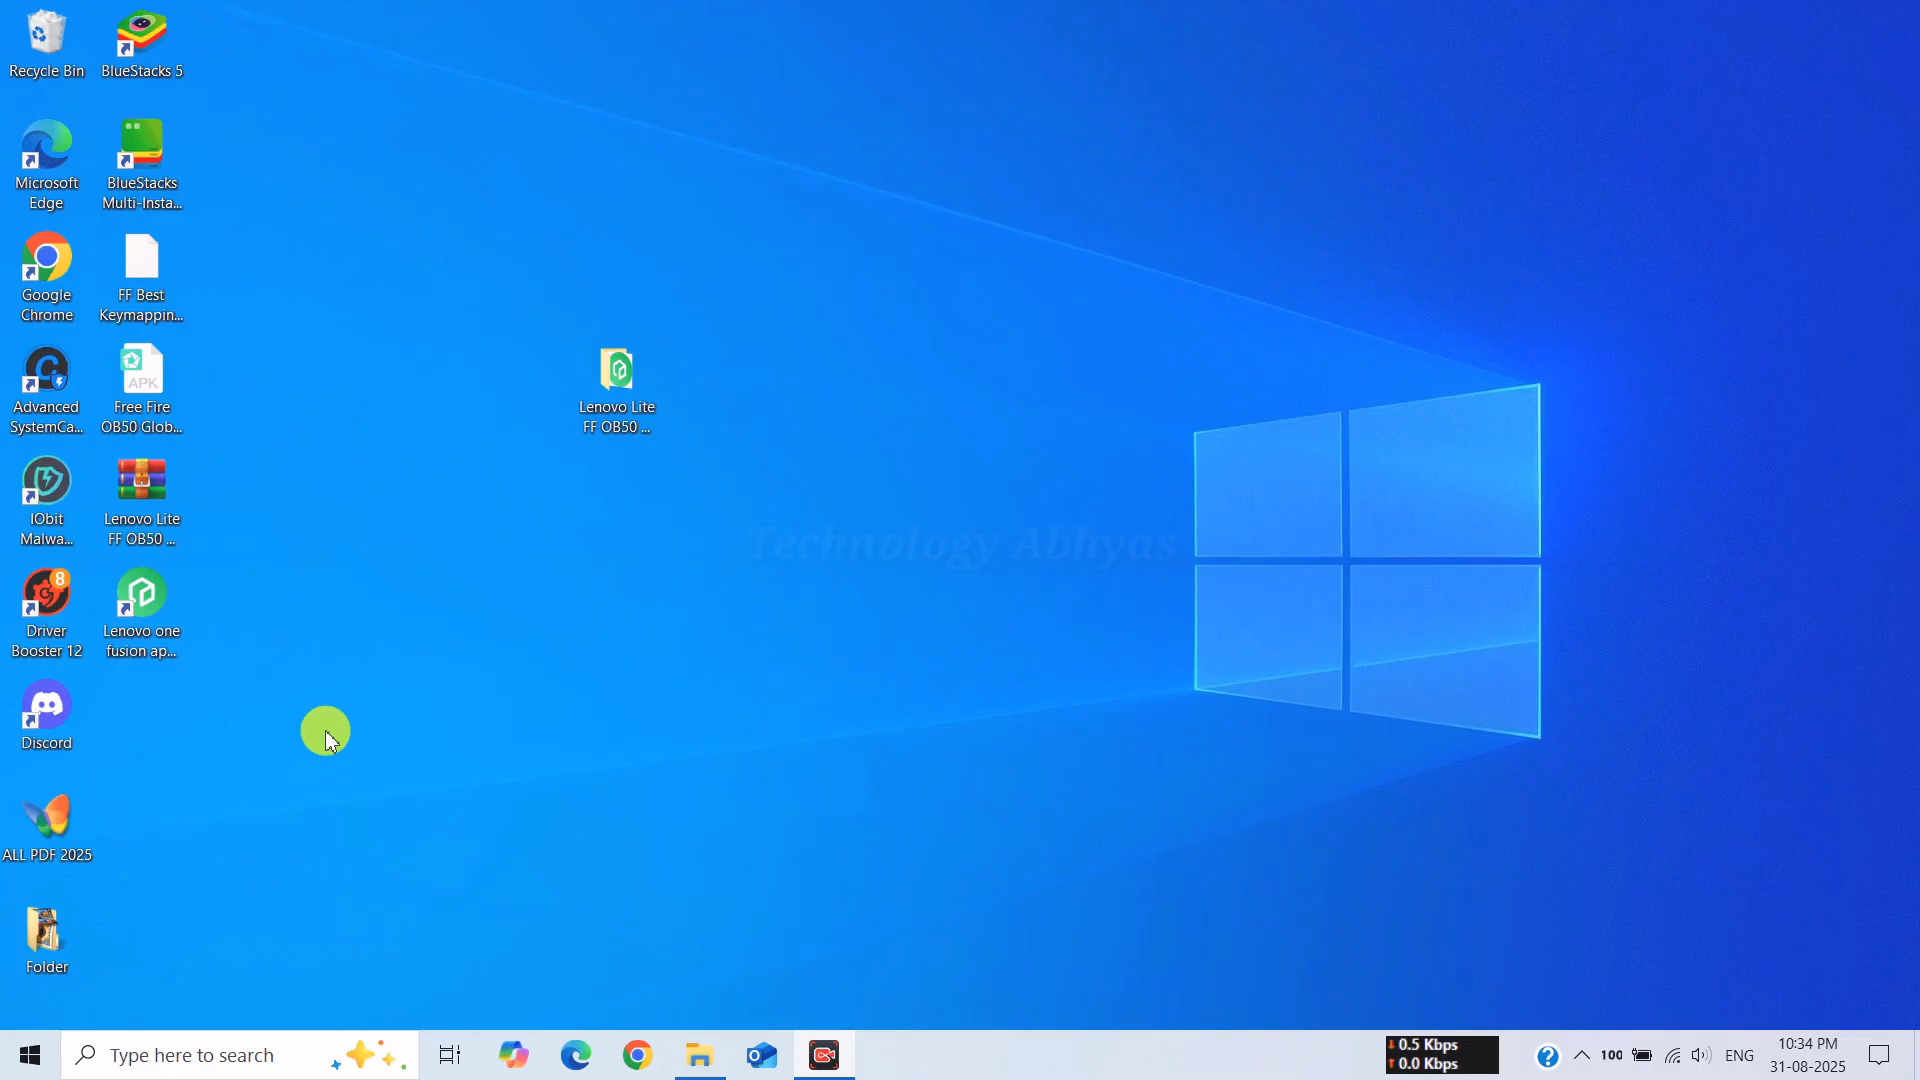 Recycle Bin
BlueStacks 5
Microsoft
Edge
BlueStacks
Multi-Insta...
Google
Chrome
FF Best
Keymappin...
Advanced
SystemCa...
APK
Free Fire
OB50 Glob...
Lenovo Lite
FF OB50 ...
IObit
Malwa...
Lenovo Lite
FF OB50 ...
Technology Abhyas
8
Driver
Booster 12
Lenovo one
fusion ap...
Discord
ALL PDF 2025
Folder
Type here to search
0.5 Kbps
0.0 Kbps
100
ENG
10:34 PM
31-08-2025